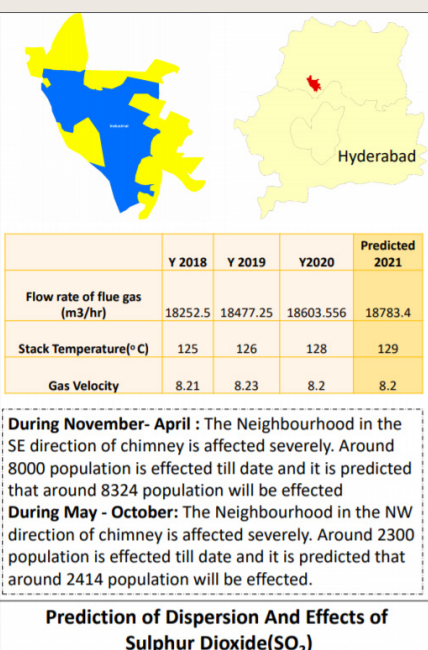 Industrial
Hyderabad
Y 2018 Y 2019 Y2020 Predicted 2021
Flow rate of flue gas (m3/hr) 18252.5 18477.25 18603.556 18783.4
Stack Temperature(⁰ C) 125 126 128 129
Gas Velocity 8.21 8.23 8.2 8.2
During November- April : The Neighbourhood in the
SE direction of chimney is affected severely. Around
8000 population is effected till date and it is predicted
that around 8324 population will be effected
During May - October: The Neighbourhood in the NW
direction of chimney is affected severely. Around 2300
population is effected till date and it is predicted that
around 2414 population will be effected.
Prediction of Dispersion And Effects of
Sulphur Dioxide(SO₂)